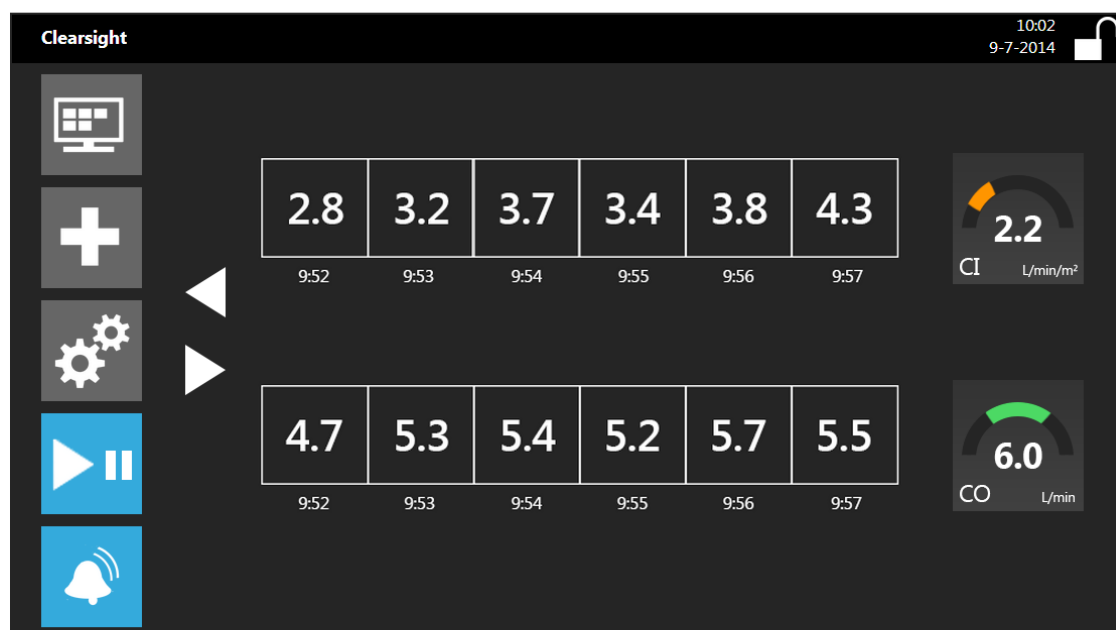 Clearsight
10:02
9-7-2014
2.8 3.2 3.7 3.4 3.8 4.3
9:52 9:53 9:54 9:55 9:56 9:57
2.2
CI L/min/m²
4.7 5.3 5.4 5.2 5.7 5.5
9:52 9:53 9:54 9:55 9:56 9:57
6.0
CO L/min